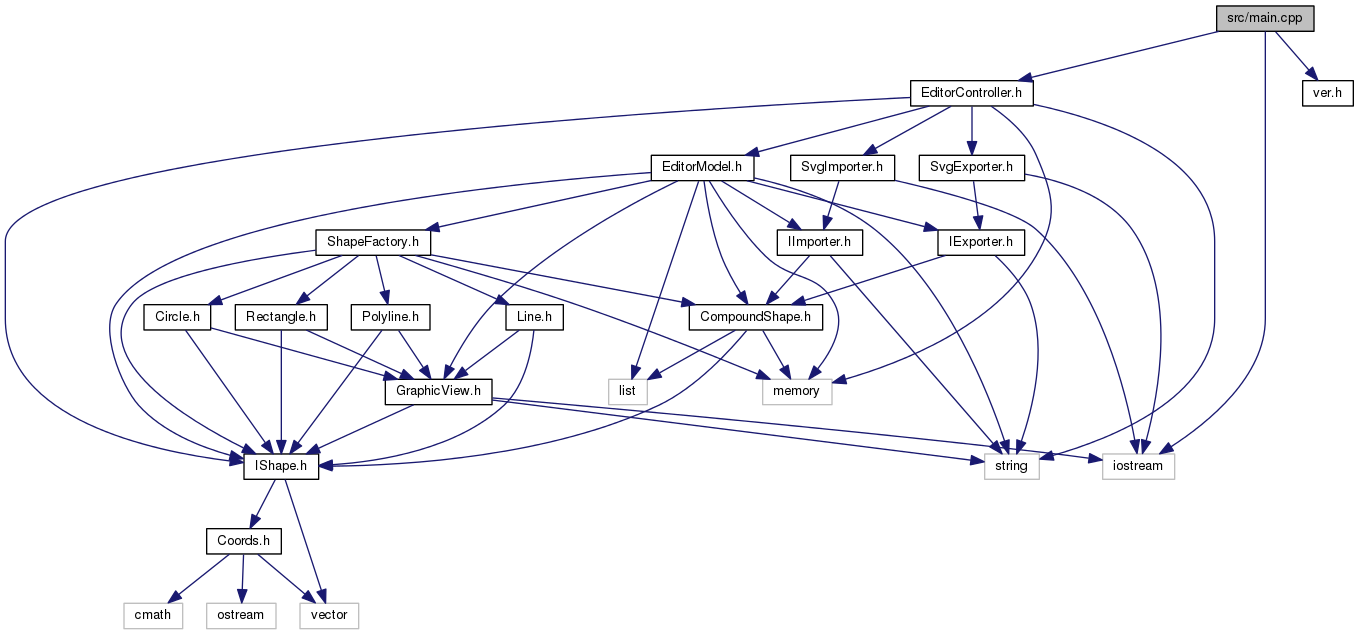 src/main.cpp
EditorController.h
ver.h
EditorModel.h
SvgImporter.h
SvgExporter.h
ShapeFactory.h
IImporter.h
IExporter.h
Circle.h
Rectangle.h
Polyline.h
Line.h
CompoundShape.h
GraphicView.h
list
memory
IShape.h
string
iostream
Coords.h
cmath
ostream
vector